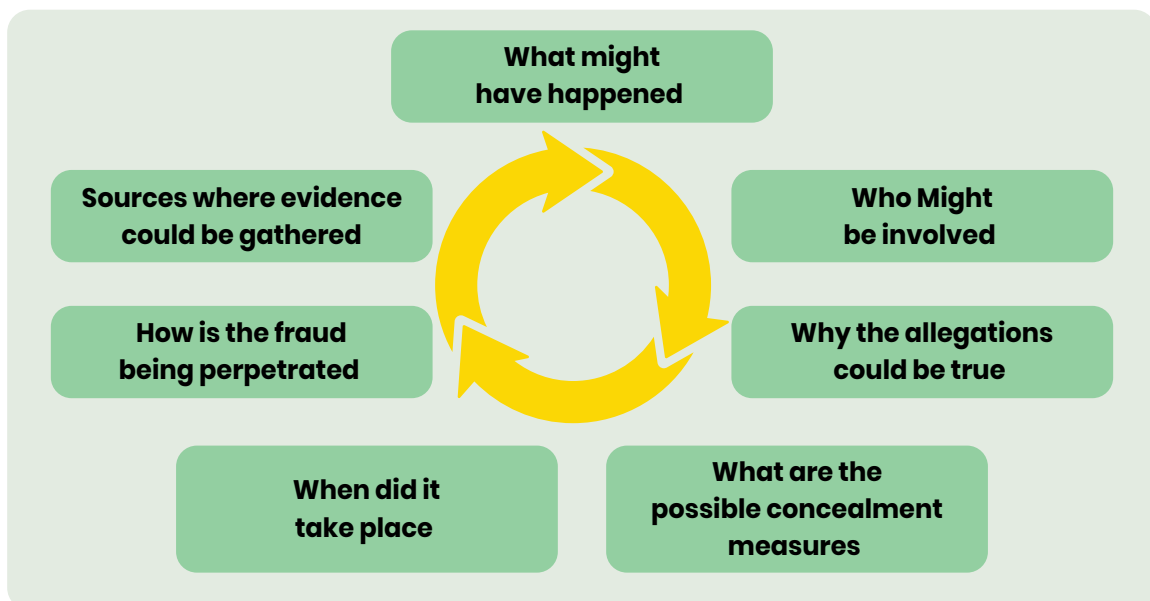 What might
have happened
Sources where evidence
could be gathered
Who Might
be involved
How is the fraud
being perpetrated
Why the allegations
could be true
When did it
take place
What are the
possible concealment
measures